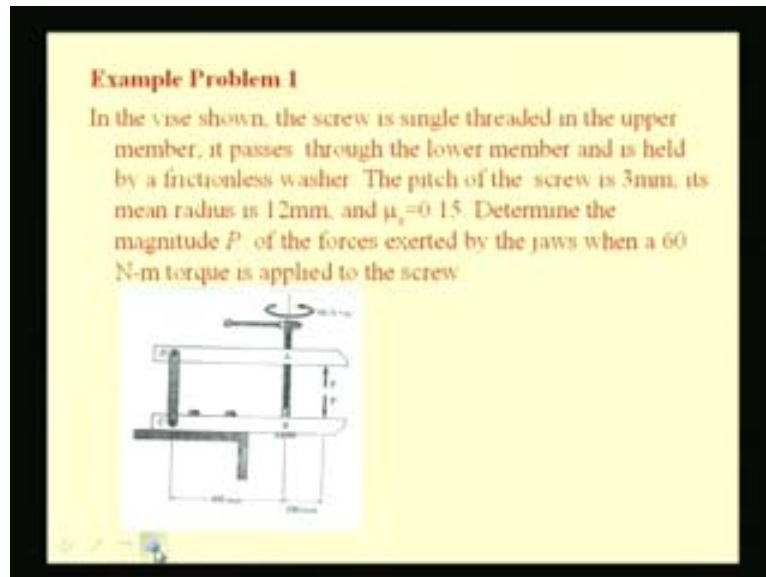 Example Problem 1
In the vise shown, the screw is single threaded in the upper
member, it passes through the lower member and is held
by a frictionless washer The pitch of the screw is 3mm, its
mean radius is 12mm, and μs=0.15 Determine the
magnitude P of the forces exerted by the jaws when a 60
N-m torque is applied to the screw
P
P